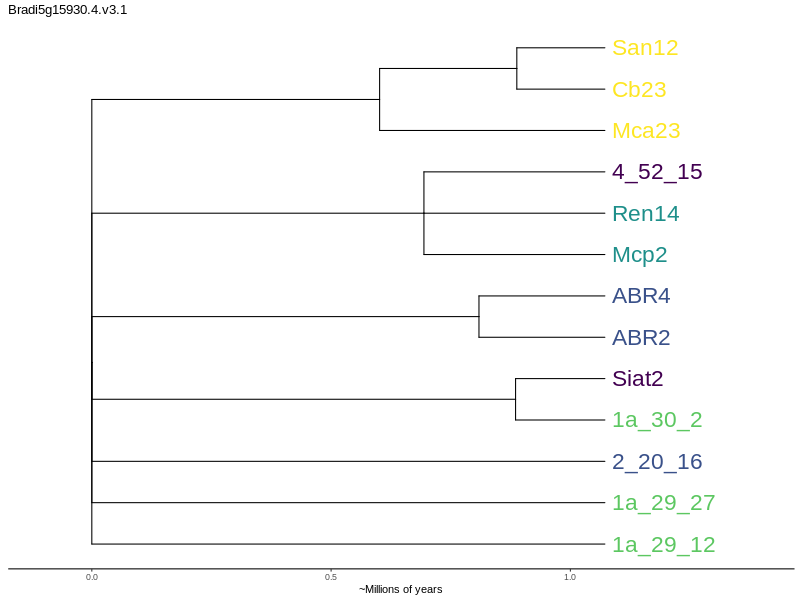 Bradi5g15930.4.v3.1
San12
Cb23
Mca23
4_52_15
Ren14
Mcp2
ABR4
ABR2
Siat2
1a_30_2
2_20_16
1a_29_27
1a_29_12
0.0 0.5 1.0
~Millions of years